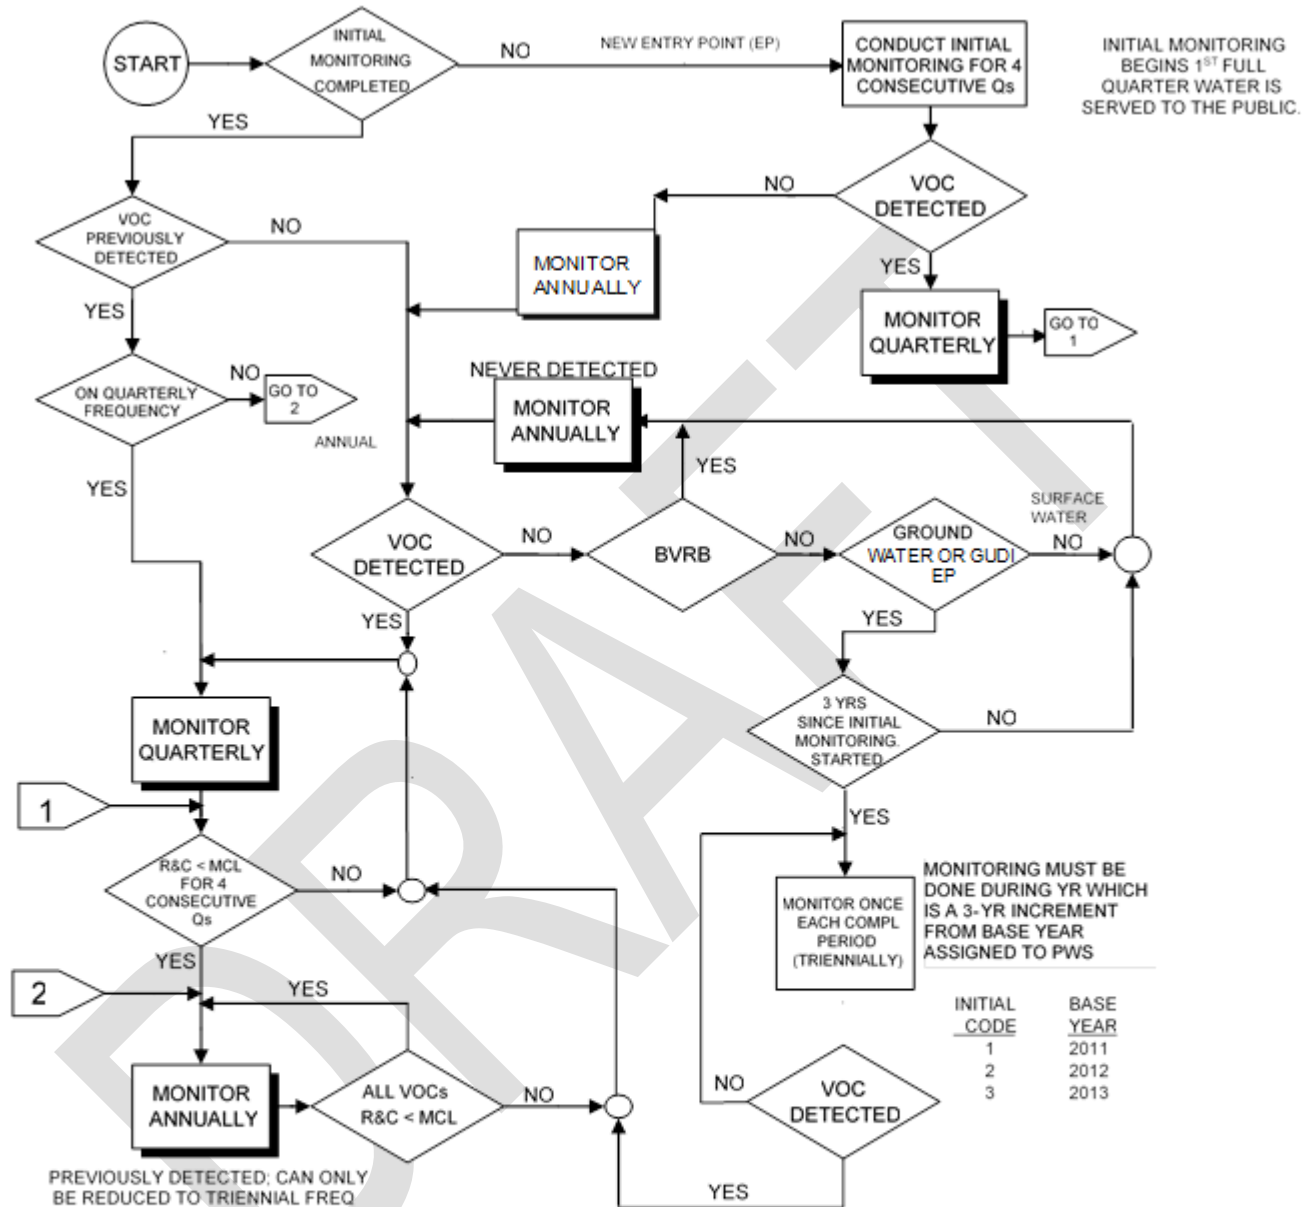 START
INITIAL
MONITORING
COMPLETED
NO
NEW ENTRY POINT (EP)
CONDUCT INITIAL
MONITORING FOR 4
CONSECUTIVE Qs
INITIAL MONITORING
BEGINS 1ST FULL
QUARTER WATER IS
SERVED TO THE PUBLIC.
YES
VOC
PREVIOUSLY
DETECTED
NO
MONITOR
ANNUALLY
NO
VOC
DETECTED
YES
MONITOR
QUARTERLY
GO TO
1
YES
ON QUARTERLY
FREQUENCY
NO
GO TO
2
ANNUAL
NEVER DETECTED
MONITOR
ANNUALLY
YES
YES
VOC
DETECTED
NO
BVRB
NO
GROUND
WATER OR GUDI
EP
SURFACE
WATER
NO
YES
YES
3 YRS
SINCE INITIAL
MONITORING.
STARTED
NO
YES
MONITOR
QUARTERLY
1
R&C < MCL
FOR 4
CONSECUTIVE
Qs
NO
YES
2
YES
MONITOR
ANNUALLY
ALL VOCs
R&C < MCL
NO
PREVIOUSLY DETECTED; CAN ONLY
BE REDUCED TO TRIENNIAL FREQ
MONITOR ONCE
EACH COMPL
PERIOD
(TRIENNIALLY)
MONITORING MUST BE
DONE DURING YR WHICH
IS A 3-YR INCREMENT
FROM BASE YEAR
ASSIGNED TO PWS
INITIAL BASE
CODE YEAR
1 2011
2 2012
3 2013
NO
VOC
DETECTED
YES
DRAFT